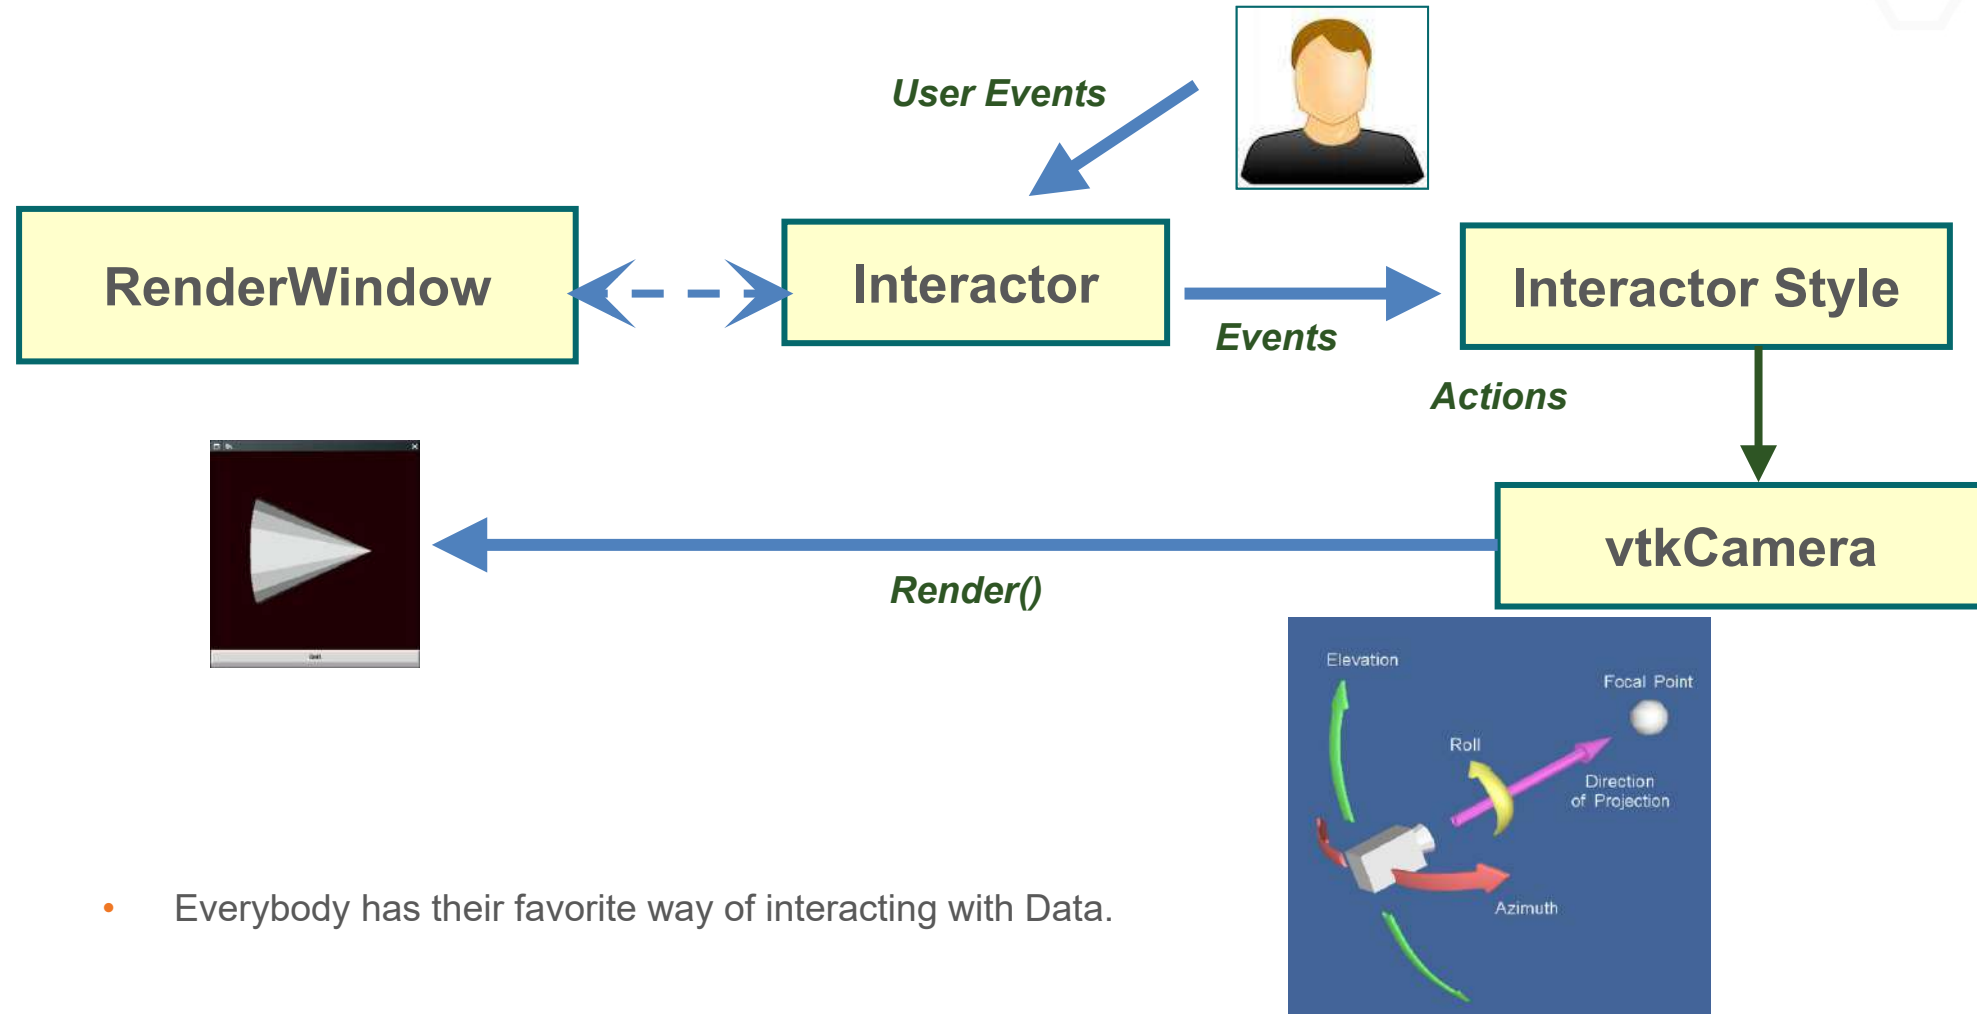 User Events
RenderWindow
Interactor
Interactor Style
Events
Actions
vtkCamera
Render()
Elevation
Focal Point
Roll
Direction
of Projection
Azimuth
• Everybody has their favorite way of interacting with Data.